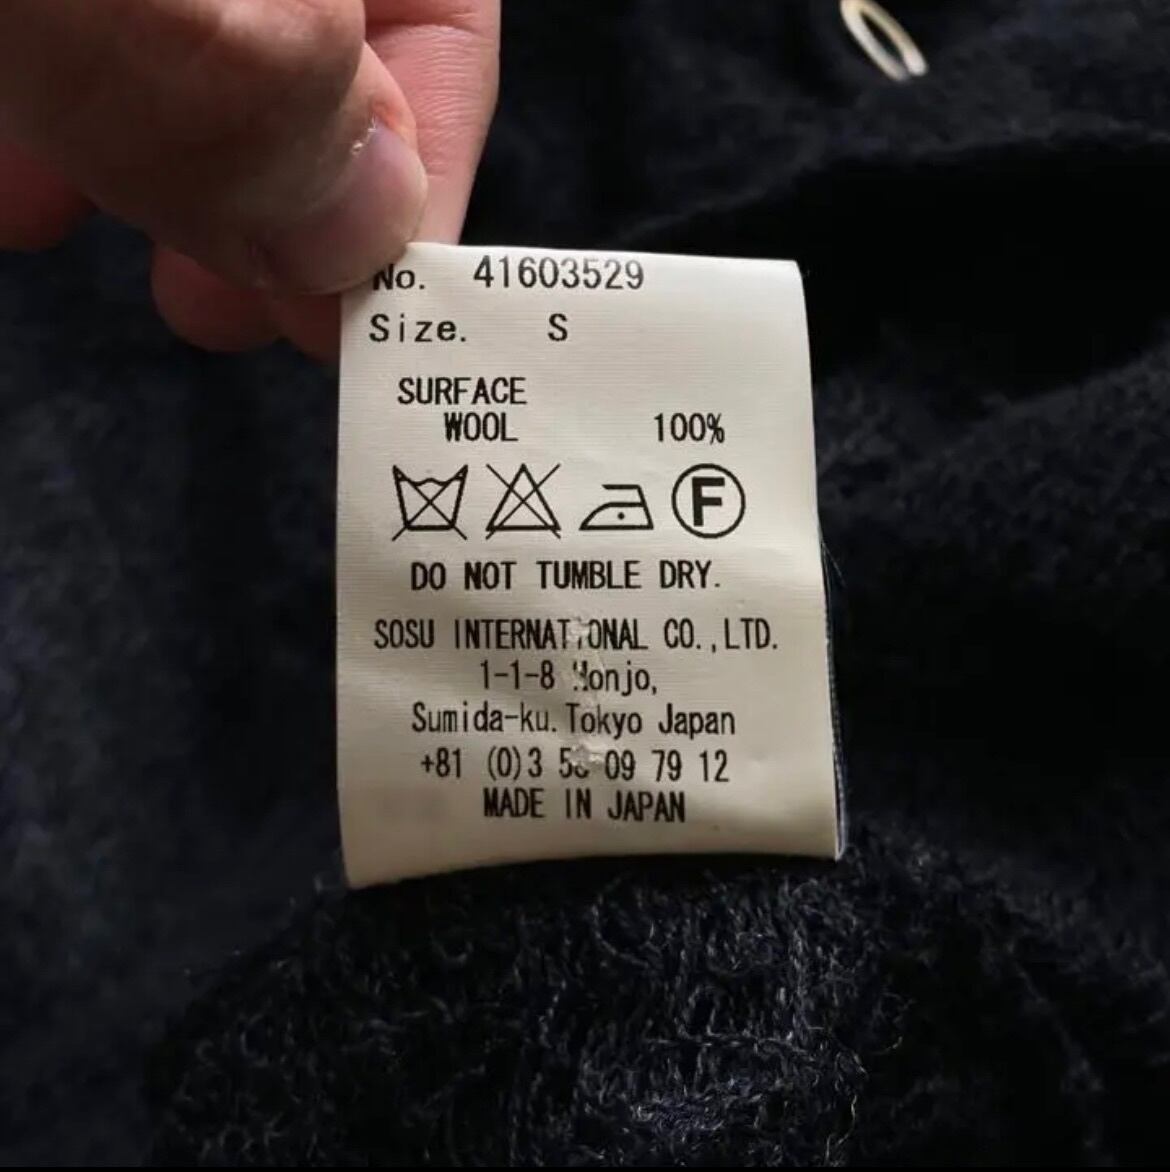 No. 41603529
Size. S
SURFACE
WOOL 100%
F
DO NOT TUMBLE DRY.
SOSU INTERNATIONAL CO.,LTD.
1-1-8 Honjo,
Sumida-ku. Tokyo Japan
+81 (0)3 09 79 12
MADE IN JAPAN